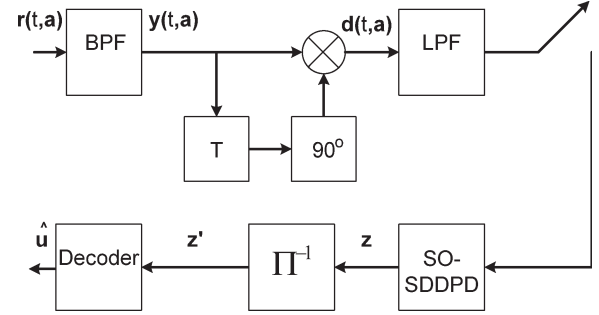 r(t,a)
BPF
y(t,a)
d(t,a)
LPF
T
90°
û
Decoder
z'
Π⁻¹
z
SO-
SDDPD